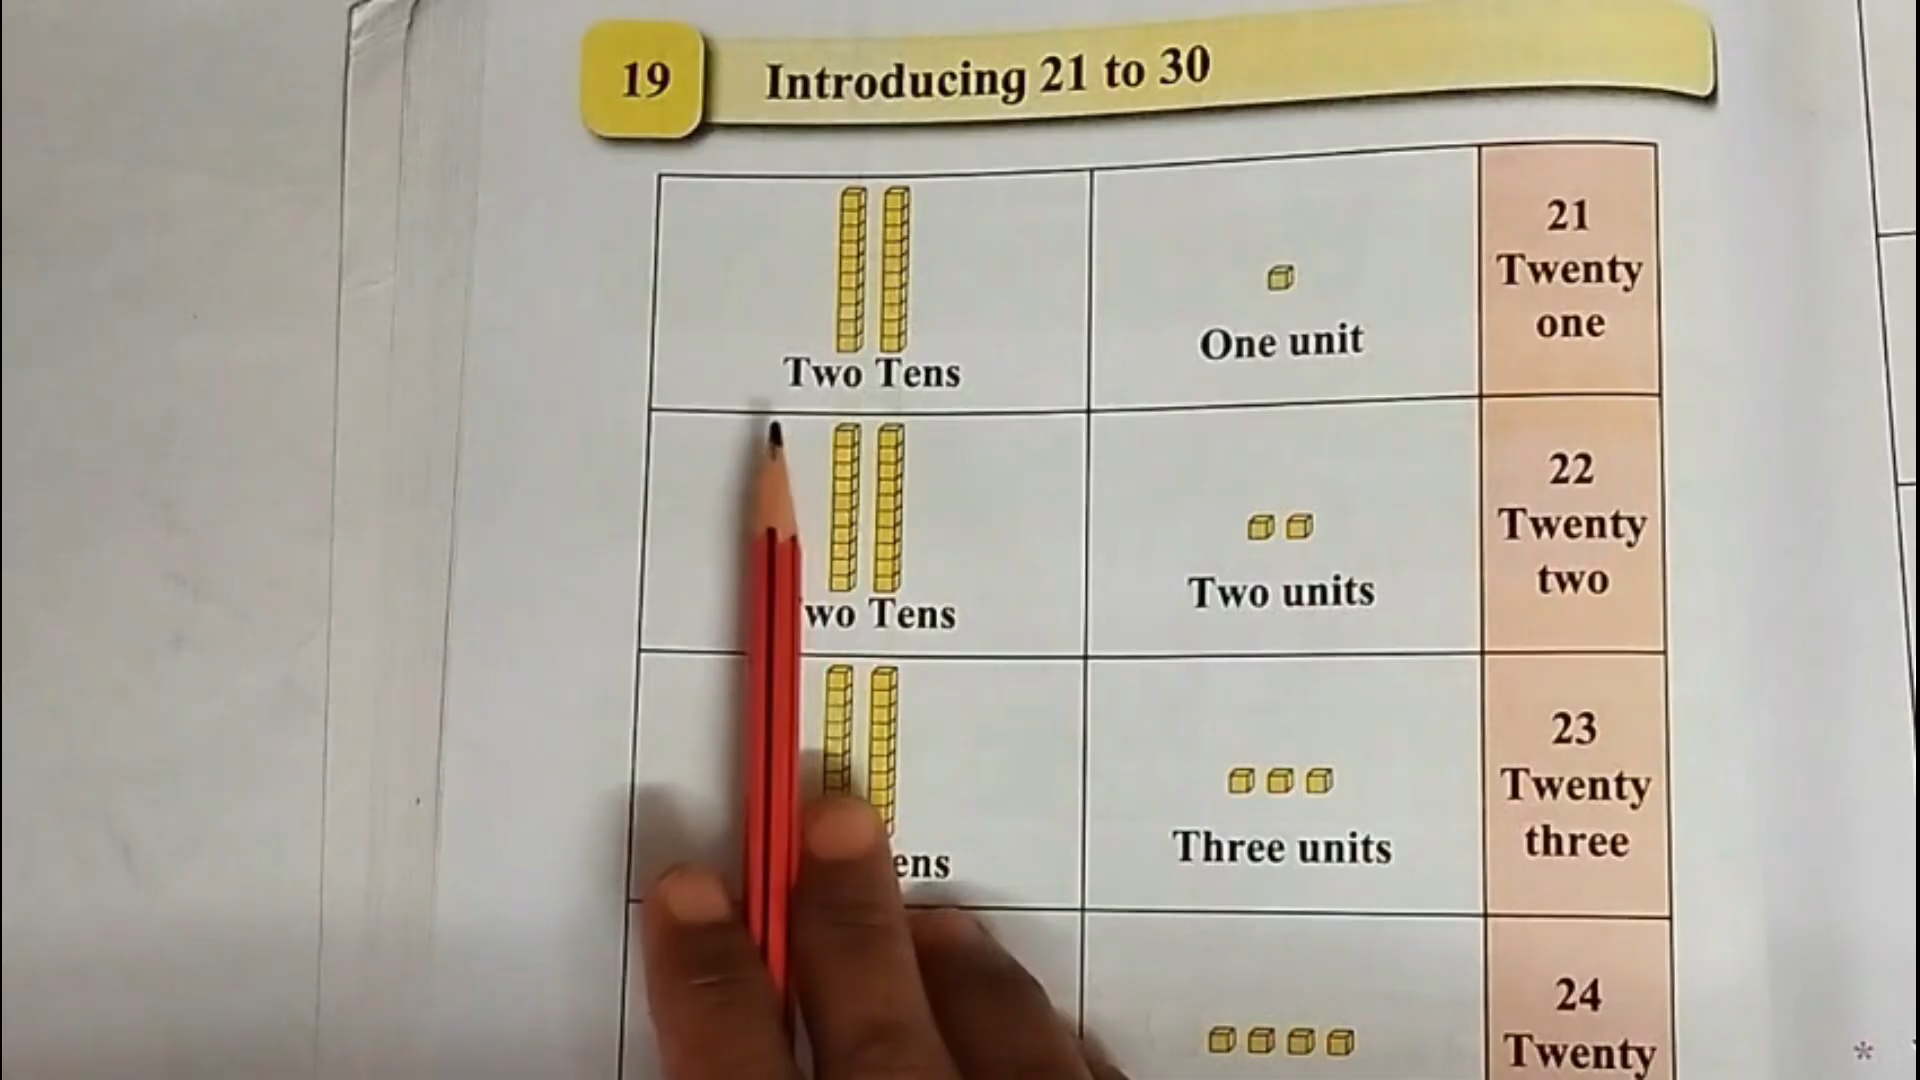 19 Introducing 21 to 30
Two Tens
One unit
21
Twenty
one
wo Tens
Two units
22
Twenty
two
ens
Three units
23
Twenty
three
24
Twenty
*